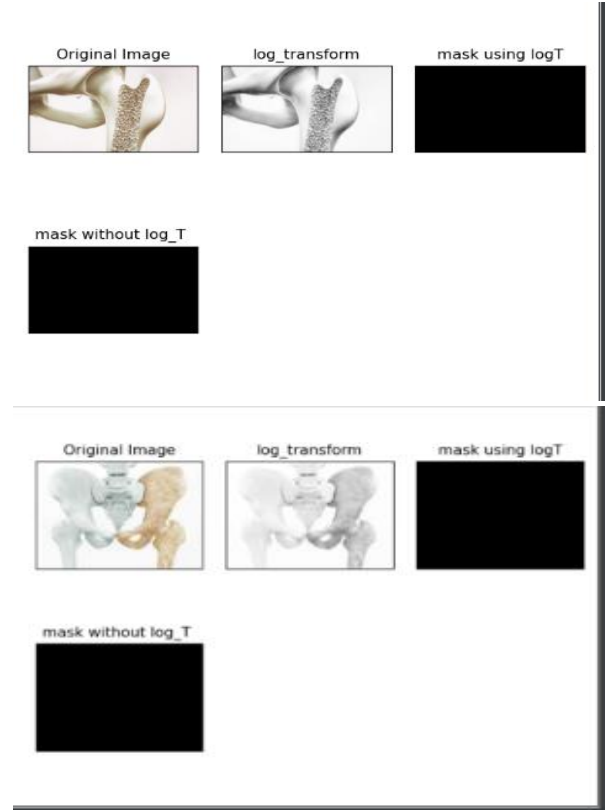 Original Image
log_transform
mask using logT
mask without log_T
Original Image
log_transform
mask using logT
mask without log_T